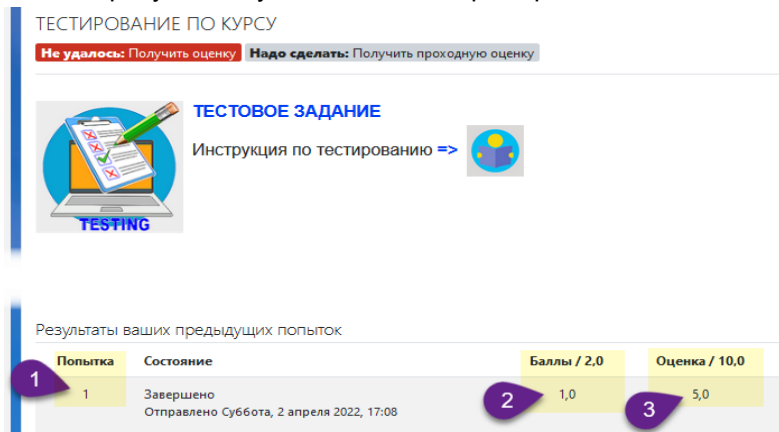 ТЕСТИРОВАНИЕ ПО КУРСУ
Не удалось: Получить оценку Надо сделать: Получить проходную оценку
ТЕСТОВОЕ ЗАДАНИЕ
Инструкция по тестированию =>
TESTING
Результаты ваших предыдущих попыток
Попытка Состояние Баллы / 2,0 Оценка / 10,0
1 1 Завершено 2 1,0 3 5,0
Отправлено Суббота, 2 апреля 2022, 17:08